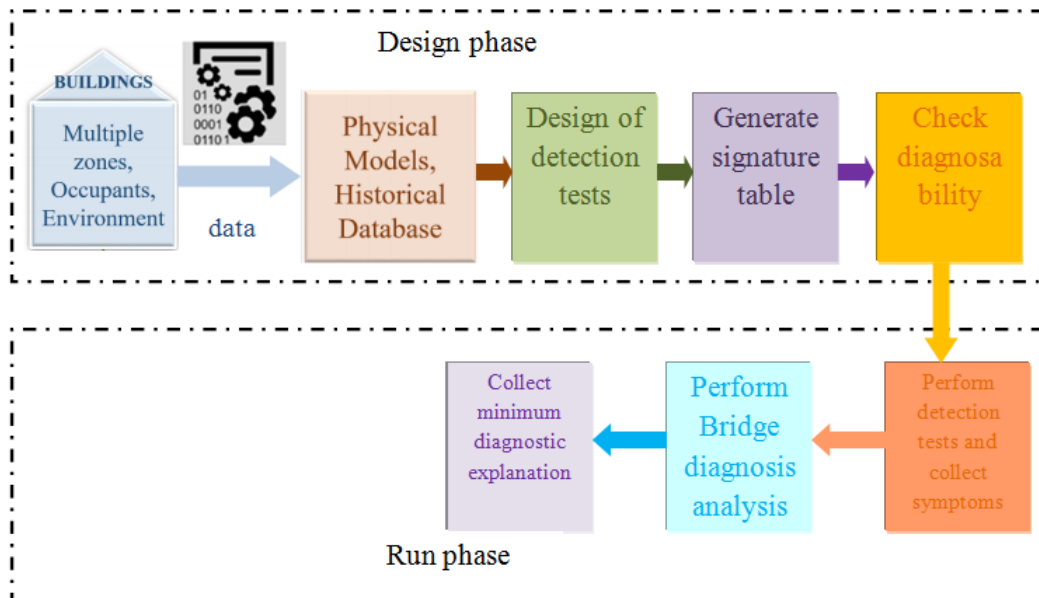 Design phase
BUILDINGS
Multiple
zones,
Occupants,
Environment
01
0110
0001
01101
data
Physical
Models,
Historical
Database
Design of
detection
tests
Generate
signature
table
Check
diagnosa
bility
Perform
detection
tests and
collect
symptoms
Perform
Bridge
diagnosis
analysis
Collect
minimum
diagnostic
explanation
Run phase